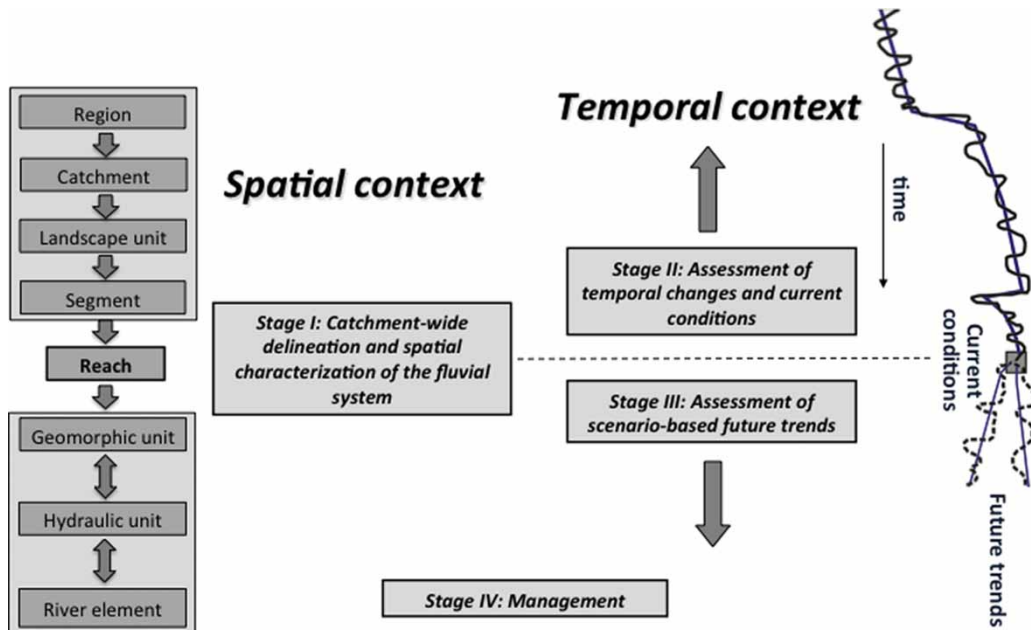 Region
Catchment
Landscape unit
Segment
Reach
Geomorphic unit
Hydraulic unit
River element
Spatial context
Stage I: Catchment-wide
delineation and spatial
characterization of the fluvial
system
Temporal context
Stage II: Assessment of
temporal changes and current
conditions
Stage III: Assessment of
scenario-based future trends
Stage IV: Management
time
Current
conditions
Future trends